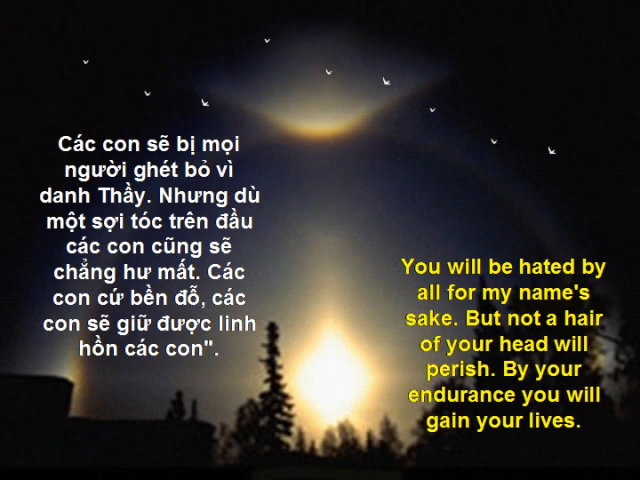 Các con sẽ bị mọi
người ghét bỏ vì
danh Thầy. Nhưng dù
một sợi tóc trên đầu
các con cũng sẽ
chẳng hư mất. Các
con cứ bền đỗ, các
con sẽ giữ được linh
hồn các con".
You will be hated by
all for my name's
sake. But not a hair
of your head will
perish. By your
endurance you will
gain your lives.